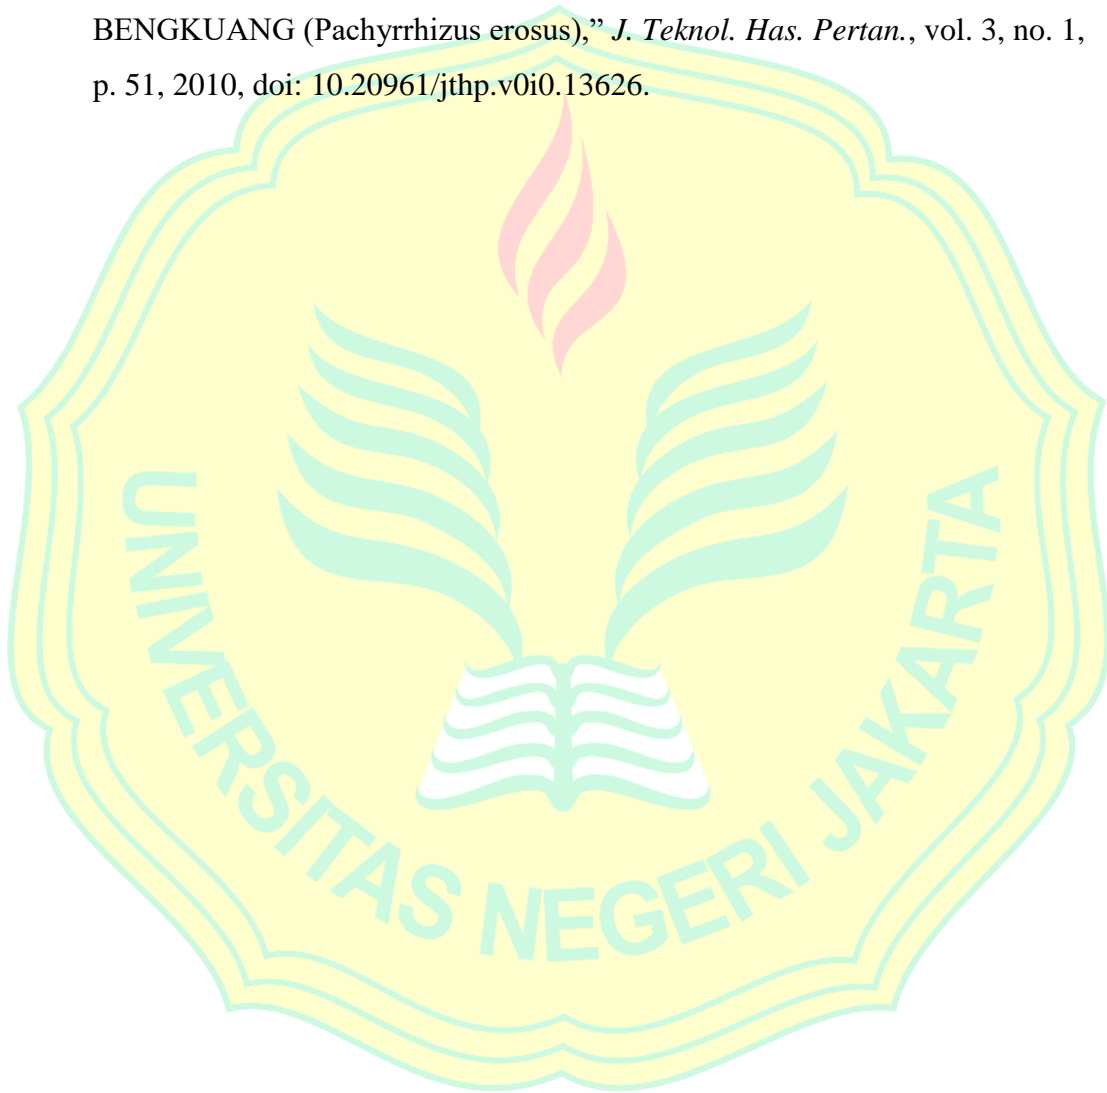 BENGKUANG (Pachyrrhizus erosus),” J. Teknol. Has. Pertan., vol. 3, no. 1,
p. 51, 2010, doi: 10.20961/jthp.v0i0.13626.
UNIVERSITAS NEGERI JAKARTA